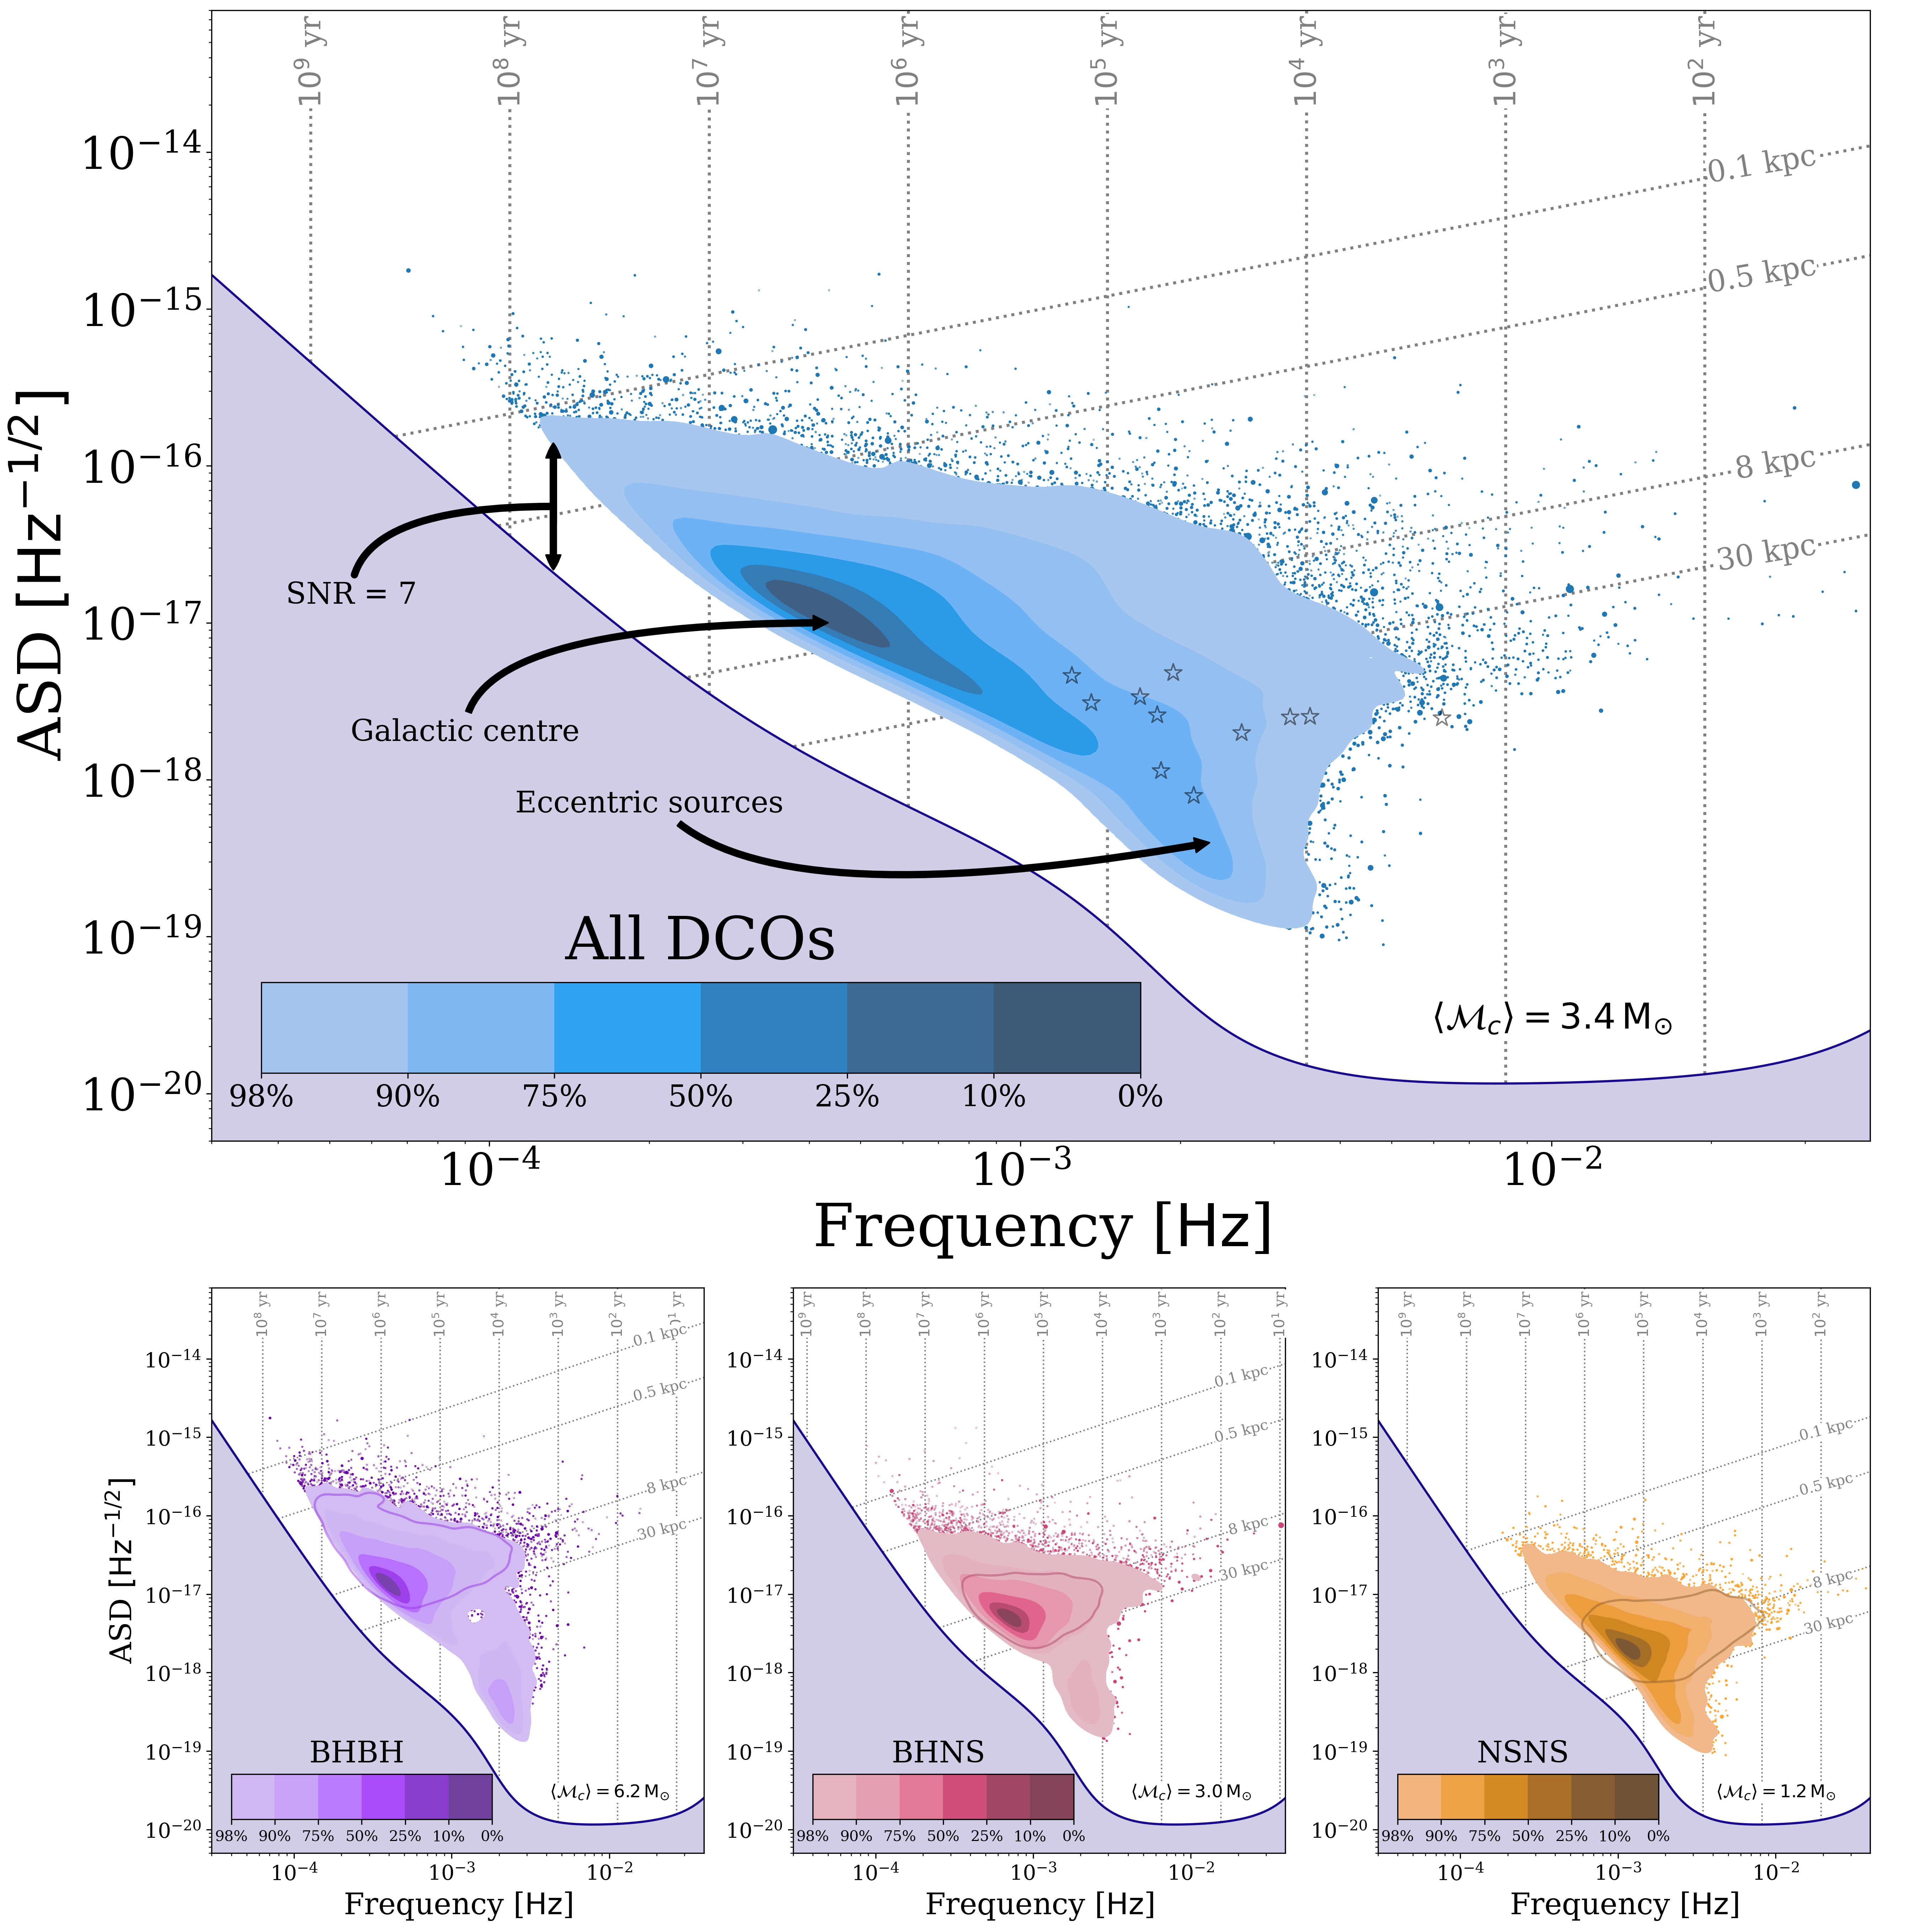 10⁹ yr 10⁸ yr 10⁷ yr 10⁶ yr 10⁵ yr 10⁴ yr 10³ yr 10² yr
0.1 kpc
0.5 kpc
8 kpc
30 kpc
10⁻¹⁴
10⁻¹⁵
10⁻¹⁶
10⁻¹⁷
10⁻¹⁸
10⁻¹⁹
10⁻²⁰
ASD [Hz⁻¹/²]
SNR = 7
Galactic centre
Eccentric sources
All DCOs
98% 90% 75% 50% 25% 10% 0%
⟨ℳc⟩ = 3.4 M⊙
10⁻⁴ 10⁻³ 10⁻²
Frequency [Hz]
10⁸ yr 10⁷ yr 10⁶ yr 10⁵ yr 10⁴ yr 10³ yr 10² yr
0.1 kpc
0.5 kpc
8 kpc
30 kpc
10⁻¹⁴
10⁻¹⁵
10⁻¹⁶
10⁻¹⁷
10⁻¹⁸
10⁻¹⁹
10⁻²⁰
ASD [Hz⁻¹/²]
BHBH
98% 90% 75% 50% 25% 10% 0%
⟨ℳc⟩ = 6.2 M⊙
10⁻⁴ 10⁻³ 10⁻²
Frequency [Hz]
10⁹ yr 10⁸ yr 10⁷ yr 10⁶ yr 10⁵ yr 10⁴ yr 10³ yr 10² yr 10¹ yr
0.1 kpc
0.5 kpc
8 kpc
30 kpc
10⁻¹⁴
10⁻¹⁵
10⁻¹⁶
10⁻¹⁷
10⁻¹⁸
10⁻¹⁹
10⁻²⁰
BHNS
98% 90% 75% 50% 25% 10% 0%
⟨ℳc⟩ = 3.0 M⊙
10⁻⁴ 10⁻³ 10⁻²
Frequency [Hz]
10⁹ yr 10⁸ yr 10⁷ yr 10⁶ yr 10⁵ yr 10⁴ yr 10³ yr 10² yr
0.1 kpc
0.5 kpc
8 kpc
30 kpc
10⁻¹⁴
10⁻¹⁵
10⁻¹⁶
10⁻¹⁷
10⁻¹⁸
10⁻¹⁹
10⁻²⁰
NSNS
98% 90% 75% 50% 25% 10% 0%
⟨ℳc⟩ = 1.2 M⊙
10⁻⁴ 10⁻³ 10⁻²
Frequency [Hz]